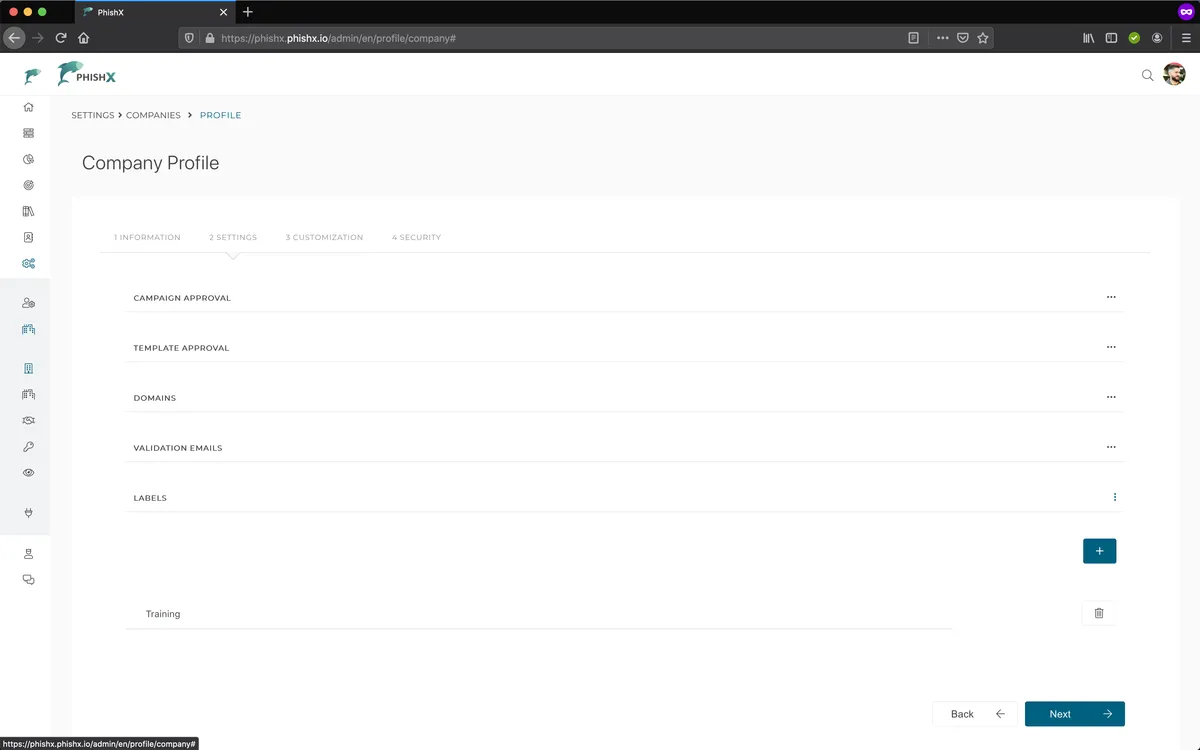 PhishX
https://phishx.phishx.io/admin/en/profile/company#
PHISHX
SETTINGS > COMPANIES > PROFILE
Company Profile
1 INFORMATION 2 SETTINGS 3 CUSTOMIZATION 4 SECURITY
CAMPAIGN APPROVAL
TEMPLATE APPROVAL
DOMAINS
VALIDATION EMAILS
LABELS
+
Training
Back ← Next →
https://phishx.phishx.io/admin/en/profile/company#